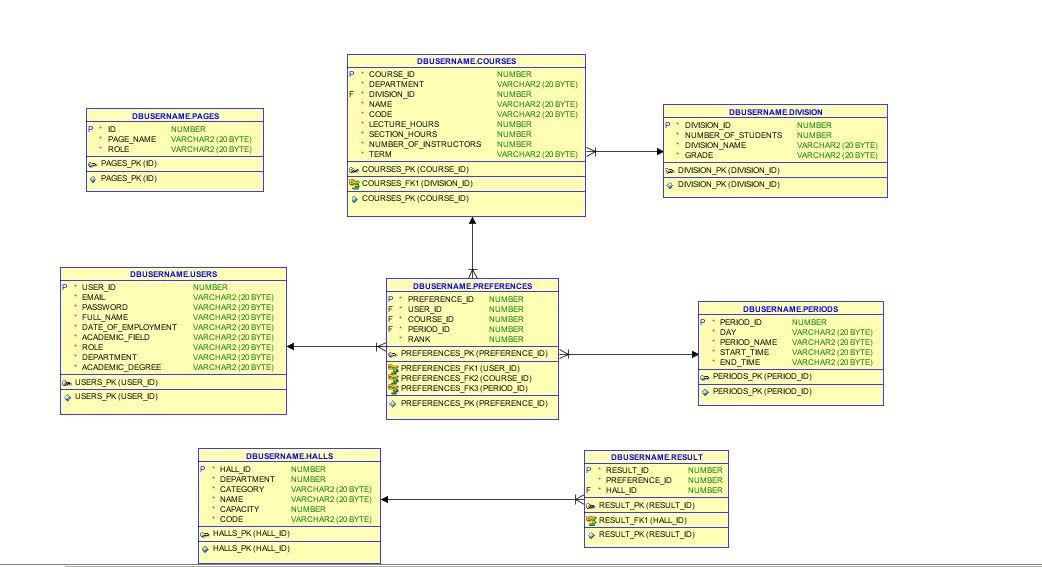 DBUSERNAME.COURSES
P * COURSE_ID NUMBER
* DEPARTMENT VARCHAR2 (20 BYTE)
F * DIVISION_ID NUMBER
* NAME VARCHAR2 (20 BYTE)
* CODE VARCHAR2 (20 BYTE)
* LECTURE_HOURS NUMBER
* SECTION_HOURS NUMBER
* NUMBER_OF_INSTRUCTORS NUMBER
* TERM VARCHAR2 (20 BYTE)
COURSES_PK (COURSE_ID)
COURSES_FK1 (DIVISION_ID)
COURSES_PK (COURSE_ID)
DBUSERNAME.PAGES
P * ID NUMBER
* PAGE_NAME VARCHAR2 (20 BYTE)
* ROLE VARCHAR2 (20 BYTE)
PAGES_PK (ID)
PAGES_PK (ID)
DBUSERNAME.DIVISION
P * DIVISION_ID NUMBER
* NUMBER_OF_STUDENTS NUMBER
* DIVISION_NAME VARCHAR2 (20 BYTE)
* GRADE VARCHAR2 (20 BYTE)
DIVISION_PK (DIVISION_ID)
DIVISION_PK (DIVISION_ID)
DBUSERNAME.USERS
P * USER_ID NUMBER
* EMAIL VARCHAR2 (20 BYTE)
* PASSWORD VARCHAR2 (20 BYTE)
* FULL_NAME VARCHAR2 (20 BYTE)
* DATE_OF_EMPLOYMENT VARCHAR2 (20 BYTE)
* ACADEMIC_FIELD VARCHAR2 (20 BYTE)
* ROLE VARCHAR2 (20 BYTE)
* DEPARTMENT VARCHAR2 (20 BYTE)
* ACADEMIC_DEGREE VARCHAR2 (20 BYTE)
USERS_PK (USER_ID)
USERS_PK (USER_ID)
DBUSERNAME.PREFERENCES
P * PREFERENCE_ID NUMBER
F * USER_ID NUMBER
F * COURSE_ID NUMBER
F * PERIOD_ID NUMBER
* RANK NUMBER
PREFERENCES_PK (PREFERENCE_ID)
PREFERENCES_FK1 (USER_ID)
PREFERENCES_FK2 (COURSE_ID)
PREFERENCES_FK3 (PERIOD_ID)
PREFERENCES_PK (PREFERENCE_ID)
DBUSERNAME.PERIODS
P * PERIOD_ID NUMBER
* DAY VARCHAR2 (20 BYTE)
* PERIOD_NAME VARCHAR2 (20 BYTE)
* START_TIME VARCHAR2 (20 BYTE)
* END_TIME VARCHAR2 (20 BYTE)
PERIODS_PK (PERIOD_ID)
PERIODS_PK (PERIOD_ID)
DBUSERNAME.HALLS
P * HALL_ID NUMBER
* DEPARTMENT NUMBER
* CATEGORY VARCHAR2 (20 BYTE)
* NAME VARCHAR2 (20 BYTE)
* CAPACITY NUMBER
* CODE VARCHAR2 (20 BYTE)
HALLS_PK (HALL_ID)
HALLS_PK (HALL_ID)
DBUSERNAME.RESULT
P * RESULT_ID NUMBER
* PREFERENCE_ID NUMBER
F * HALL_ID NUMBER
RESULT_PK (RESULT_ID)
RESULT_FK1 (HALL_ID)
RESULT_PK (RESULT_ID)